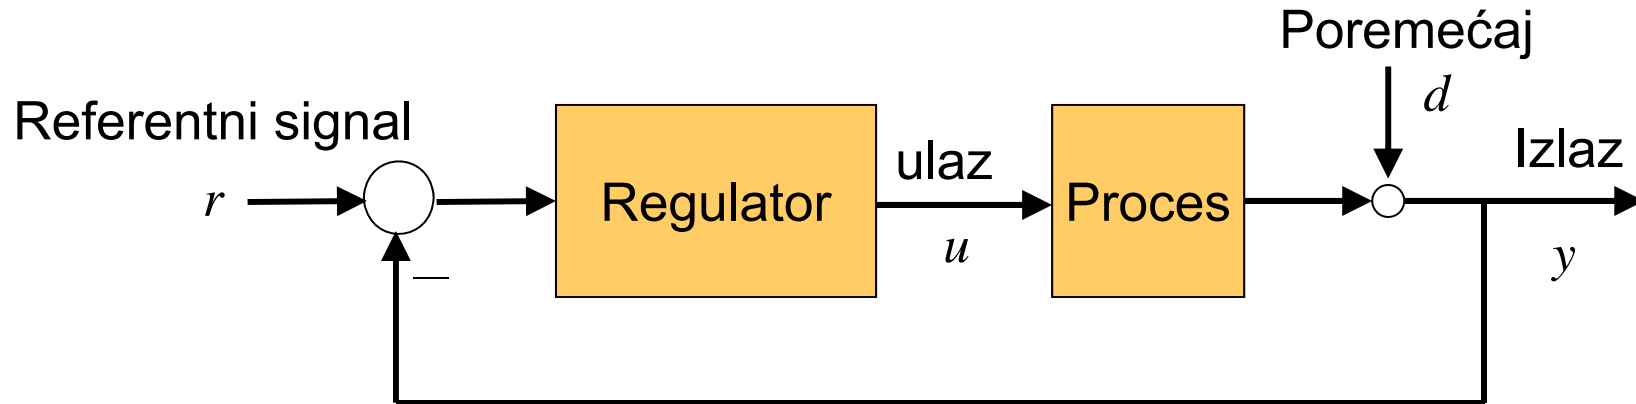 Poremećaj
d
Referentni signal
r
Regulator
ulaz
u
Proces
Izlaz
y